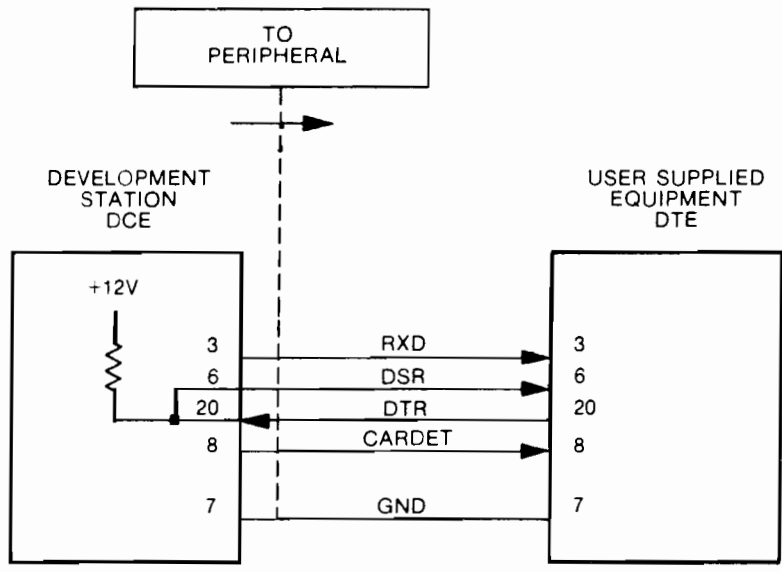 TO
PERIPHERAL
DEVELOPMENT
STATION
DCE
USER SUPPLIED
EQUIPMENT
DTE
+12V
3 RXD 3
6 DSR 6
20 DTR 20
8 CARDET 8
7 GND 7